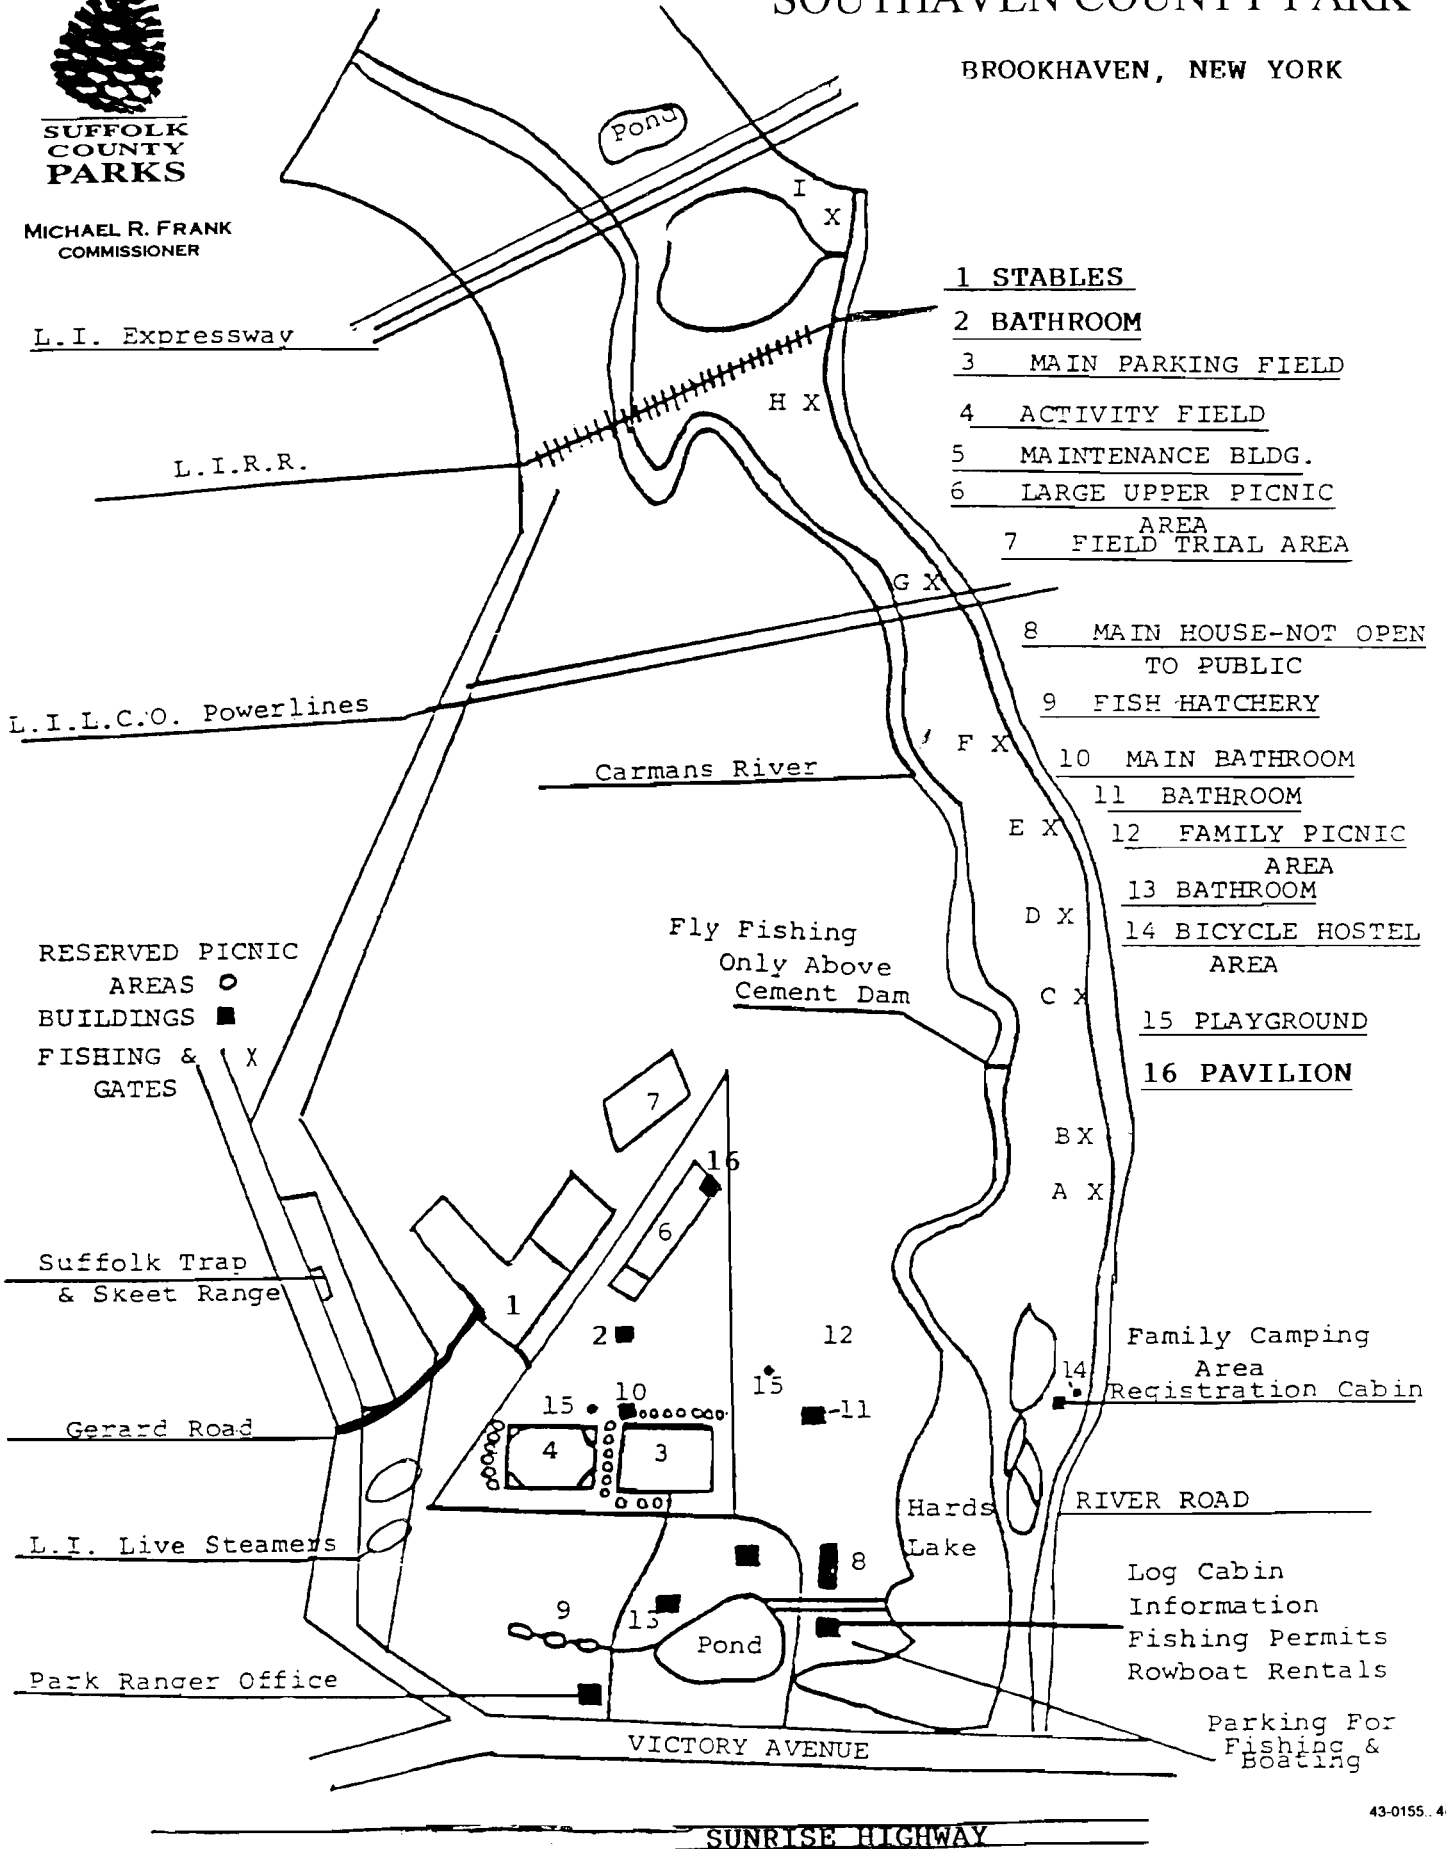 SOUTHAVEN COUNTY PARK
BROOKHAVEN, NEW YORK
SUFFOLK
COUNTY
PARKS
MICHAEL R. FRANK
COMMISSIONER
Pond
I
X
L.I. Expressway
1 STABLES
2 BATHROOM
3 MAIN PARKING FIELD
H X
4 ACTIVITY FIELD
L.I.R.R.
5 MAINTENANCE BLDG.
6 LARGE UPPER PICNIC
AREA
7 FIELD TRIAL AREA
G X
8 MAIN HOUSE-NOT OPEN
TO PUBLIC
L.I.L.C.O. Powerlines
9 FISH HATCHERY
F X
Carmans River
10 MAIN BATHROOM
11 BATHROOM
E X
12 FAMILY PICNIC
AREA
13 BATHROOM
D X
14 BICYCLE HOSTEL
AREA
Fly Fishing
Only Above
Cement Dam
RESERVED PICNIC
AREAS
BUILDINGS
FISHING & X
GATES
C X
15 PLAYGROUND
16 PAVILION
7
B X
16
A X
6
Suffolk Trap
& Skeet Range
1
2
12
Family Camping
Area
Registration Cabin
14
15
15
10
11
Gerard Road
4
3
Hards
Lake
RIVER ROAD
L.I. Live Steamers
8
9
13
Pond
Log Cabin
Information
Fishing Permits
Rowboat Rentals
Park Ranger Office
Parking For
Fishing &
Boating
VICTORY AVENUE
SUNRISE HIGHWAY